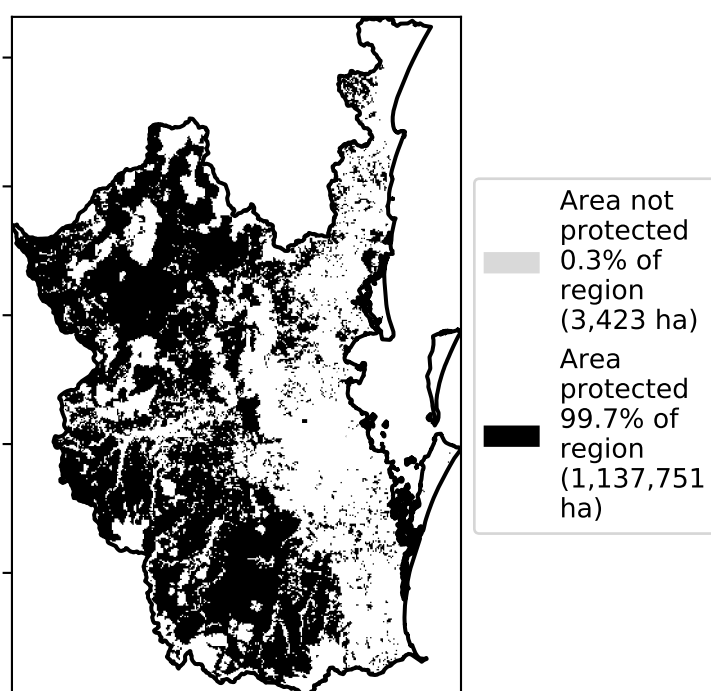 Area not
protected
0.3% of
region
(3,423 ha)
Area
protected
99.7% of
region
(1,137,751
ha)